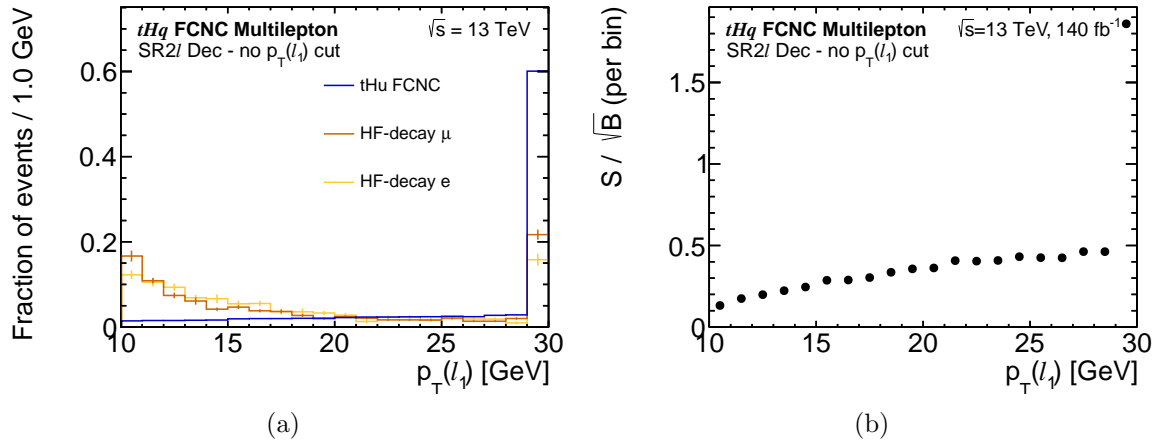 tHq FCNC Multilepton
√s = 13 TeV
SR2l Dec - no p_T(l_1) cut
tHu FCNC
HF-decay μ
HF-decay e
Fraction of events / 1.0 GeV
0.6
0.4
0.2
0
10 15 20 25 30
p_T(l_1) [GeV]
(a)
tHq FCNC Multilepton
√s=13 TeV, 140 fb⁻¹
SR2l Dec - no p_T(l_1) cut
S / √B (per bin)
1.5
1
0.5
0
10 15 20 25 30
p_T(l_1) [GeV]
(b)